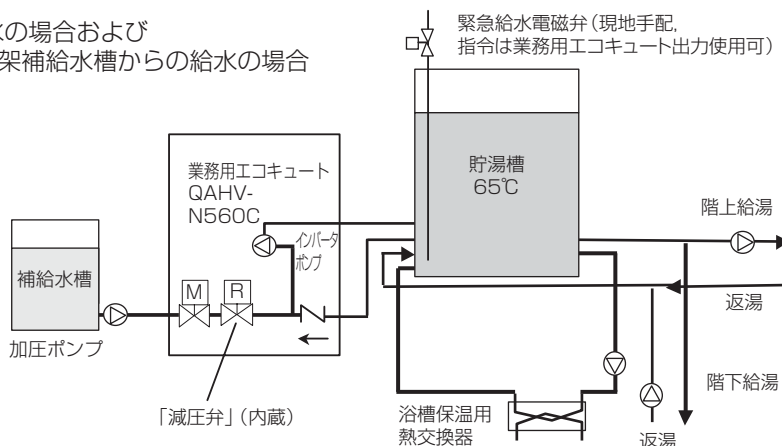 水の場合および
架補給水槽からの給水の場合
緊急給水電磁弁(現地手配,
指令は業務用エコキュート出力使用可)
業務用エコキュート
QAHV-
N560C
貯湯槽
65℃
インバータ
ポンプ
階上給湯
補給水槽
M
R
返湯
加圧ポンプ
階下給湯
「減圧弁」(内蔵)
浴槽保温用
熱交換器
返湯